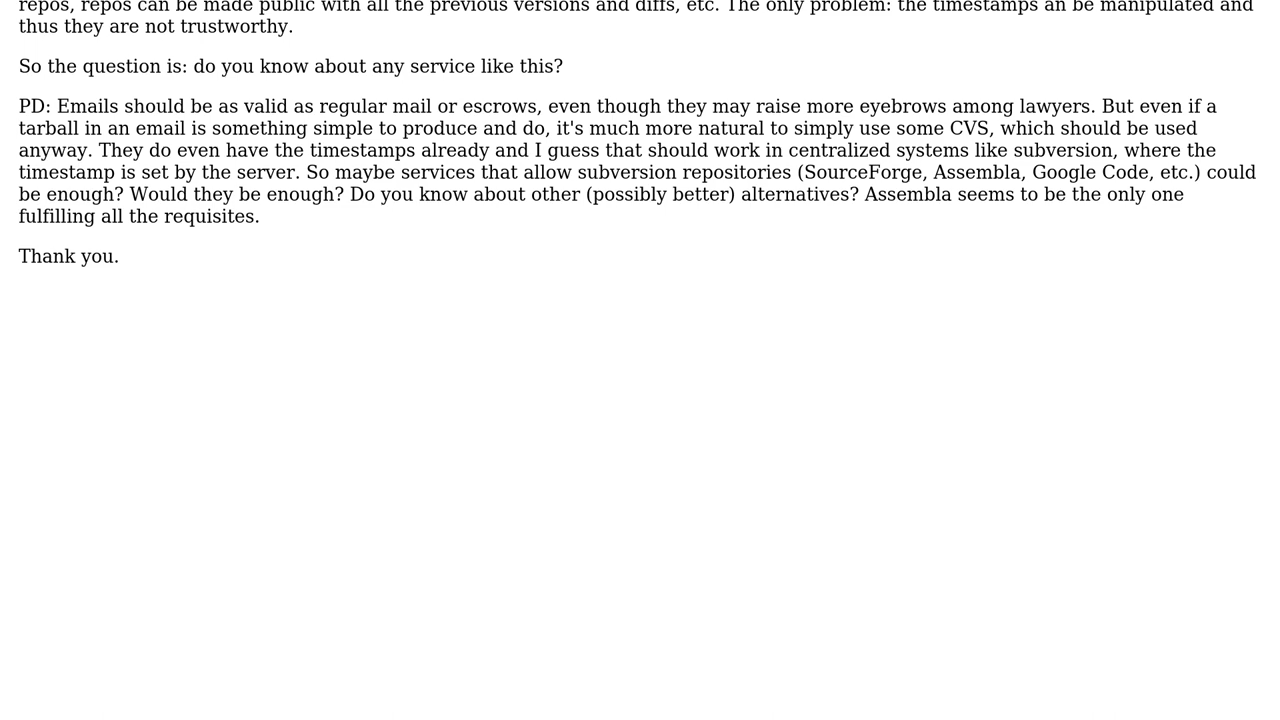 repos, repos can be made public with all the previous versions and diffs, etc. The only problem: the timestamps an be manipulated and
thus they are not trustworthy.
So the question is: do you know about any service like this?
PD: Emails should be as valid as regular mail or escrows, even though they may raise more eyebrows among lawyers. But even if a
tarball in an email is something simple to produce and do, it's much more natural to simply use some CVS, which should be used
anyway. They do even have the timestamps already and I guess that should work in centralized systems like subversion, where the
timestamp is set by the server. So maybe services that allow subversion repositories (SourceForge, Assembla, Google Code, etc.) could
be enough? Would they be enough? Do you know about other (possibly better) alternatives? Assembla seems to be the only one
fulfilling all the requisites.
Thank you.